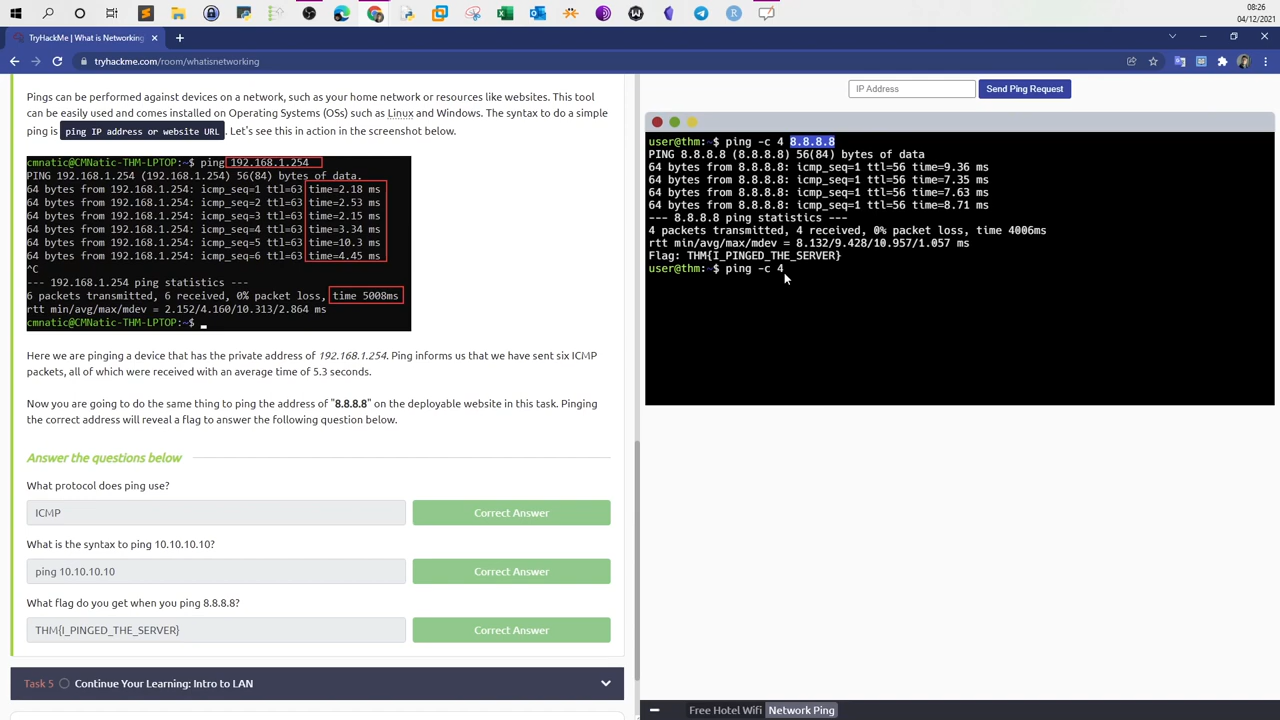 08:26
04/12/2021
TryHackMe | What is Networking
tryhackme.com/room/whatisnetworking
Pings can be performed against devices on a network, such as your home network or resources like websites. This tool
can be easily used and comes installed on Operating Systems (OSs) such as Linux and Windows. The syntax to do a simple
ping is ping IP address or website URL . Let's see this in action in the screenshot below.
cmnatic@CMNatic-THM-LPTOP:~$ ping 192.168.1.254
PING 192.168.1.254 (192.168.1.254) 56(84) bytes of data.
64 bytes from 192.168.1.254: icmp_seq=1 ttl=63 time=2.18 ms
64 bytes from 192.168.1.254: icmp_seq=2 ttl=63 time=2.53 ms
64 bytes from 192.168.1.254: icmp_seq=3 ttl=63 time=2.15 ms
64 bytes from 192.168.1.254: icmp_seq=4 ttl=63 time=3.34 ms
64 bytes from 192.168.1.254: icmp_seq=5 ttl=63 time=10.3 ms
64 bytes from 192.168.1.254: icmp_seq=6 ttl=63 time=4.45 ms
^C
--- 192.168.1.254 ping statistics ---
6 packets transmitted, 6 received, 0% packet loss, time 5008ms
rtt min/avg/max/mdev = 2.152/4.160/10.313/2.864 ms
cmnatic@CMNatic-THM-LPTOP:~$ _
Here we are pinging a device that has the private address of 192.168.1.254. Ping informs us that we have sent six ICMP
packets, all of which were received with an average time of 5.3 seconds.
Now you are going to do the same thing to ping the address of "8.8.8.8" on the deployable website in this task. Pinging
the correct address will reveal a flag to answer the following question below.
Answer the questions below
What protocol does ping use?
ICMP
Correct Answer
What is the syntax to ping 10.10.10.10?
ping 10.10.10.10
Correct Answer
What flag do you get when you ping 8.8.8.8?
THM{I_PINGED_THE_SERVER}
Correct Answer
Task 5 Continue Your Learning: Intro to LAN
IP Address
Send Ping Request
user@thm:~$ ping -c 4 8.8.8.8
PING 8.8.8.8 (8.8.8.8) 56(84) bytes of data
64 bytes from 8.8.8.8: icmp_seq=1 ttl=56 time=9.36 ms
64 bytes from 8.8.8.8: icmp_seq=1 ttl=56 time=7.35 ms
64 bytes from 8.8.8.8: icmp_seq=1 ttl=56 time=7.63 ms
64 bytes from 8.8.8.8: icmp_seq=1 ttl=56 time=8.71 ms
--- 8.8.8.8 ping statistics ---
4 packets transmitted, 4 received, 0% packet loss, time 4006ms
rtt min/avg/max/mdev = 8.132/9.428/10.957/1.057 ms
Flag: THM{I_PINGED_THE_SERVER}
user@thm:~$ ping -c 4
Free Hotel Wifi
Network Ping